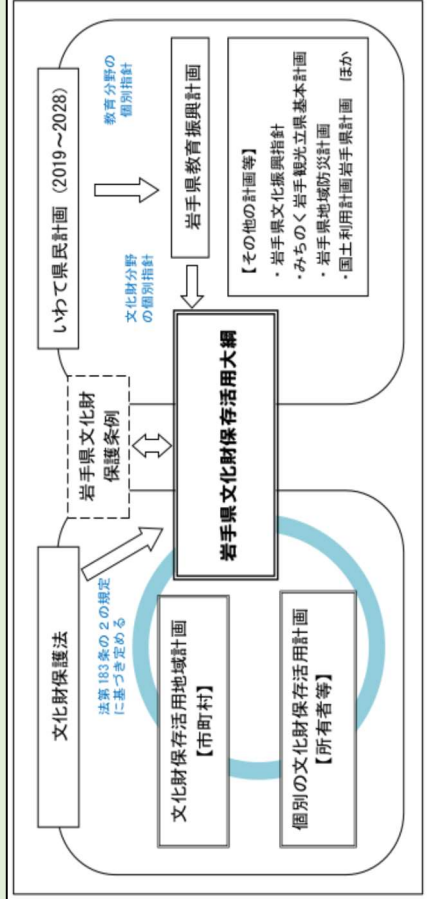 文化財保護法
法第183条の2の規定
に基づき定める
岩手県文化財
保護条例
いわて県民計画（2019～2028）
教育分野の
個別指針
岩手県教育振興計画
文化財分野
の個別指針
岩手県文化財保存活用大綱
文化財保存活用地域計画
【市町村】
個別の文化財保存活用計画
【所有者等】
【その他の計画等】
・岩手県文化振興指針
・みちのく岩手観光立県基本計画
・岩手県地域防災計画
・国土利用計画岩手県計画　ほか